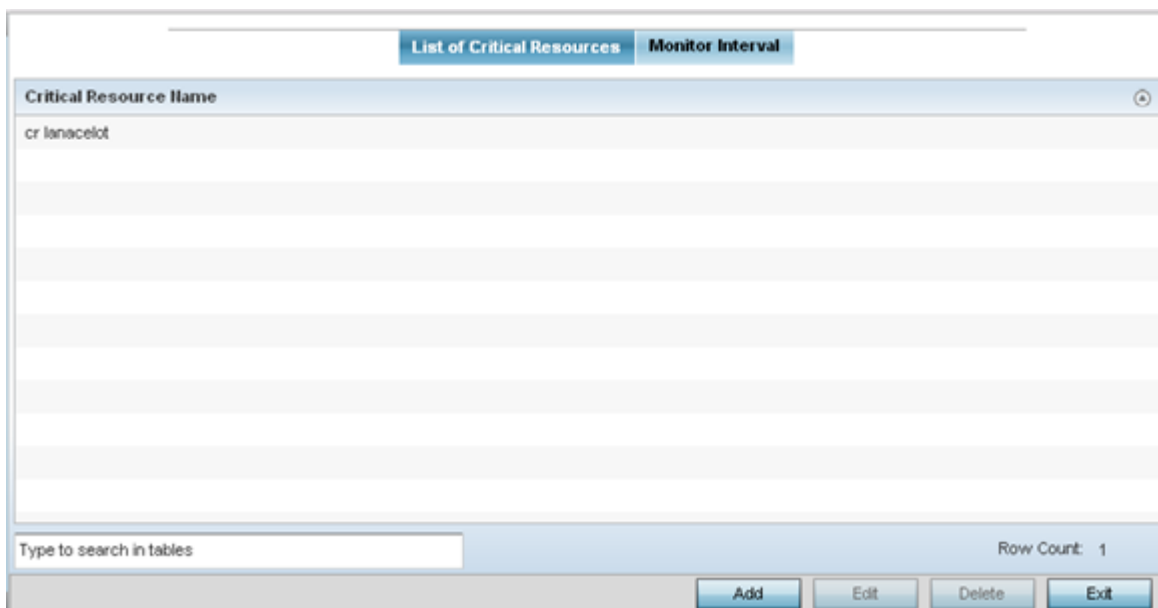 List of Critical Resources Monitor Interval
Critical Resource Name
cr lanacelot
Type to search in tables Row Count: 1
Add Edit Delete Exit